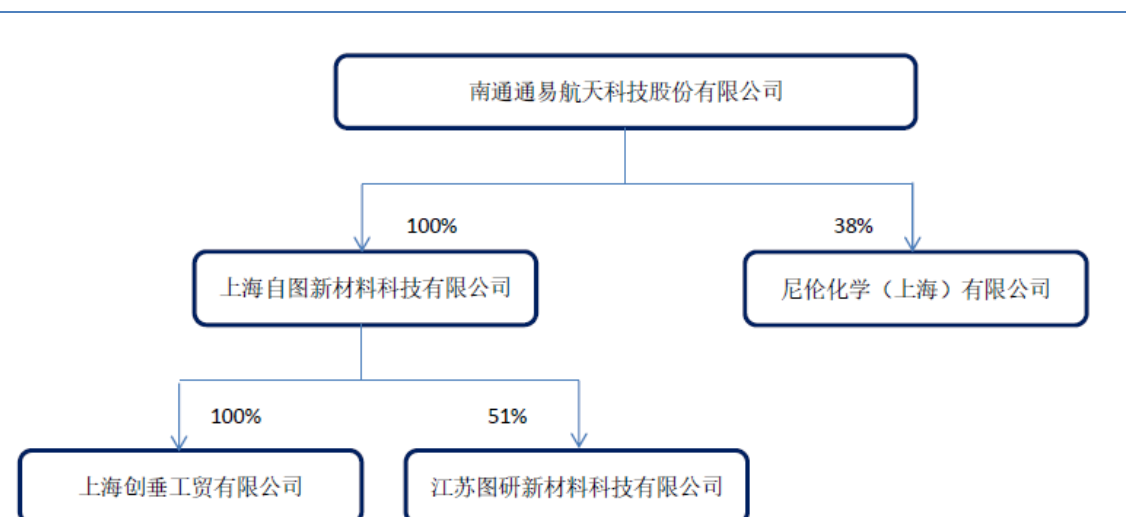 南通通易航天科技股份有限公司
100%
38%
上海自图新材料科技有限公司
尼伦化学（上海）有限公司
100%
51%
上海创垂工贸有限公司
江苏图研新材料科技有限公司